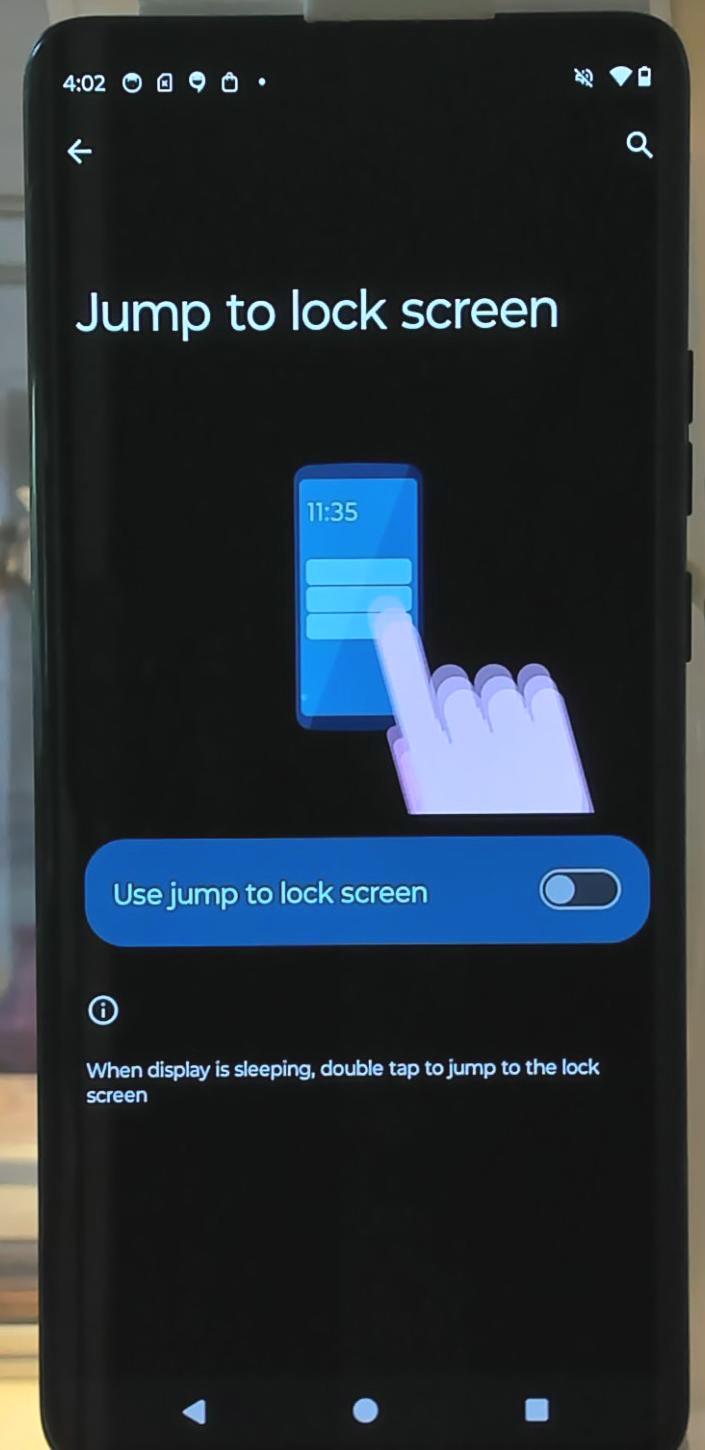 4:02
Jump to lock screen
11:35
Use jump to lock screen
When display is sleeping, double tap to jump to the lock
screen